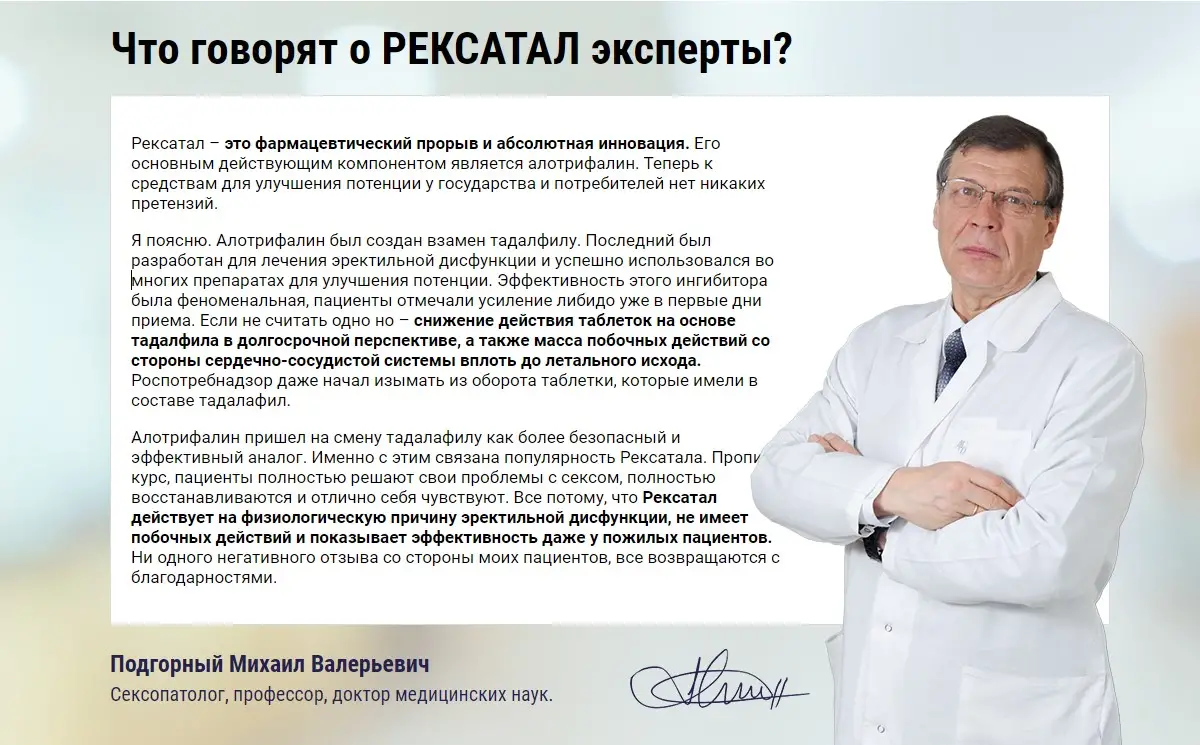 Что говорят о РЕКСАТАЛ эксперты?
Рексатал – это фармацевтический прорыв и абсолютная инновация. Его
основным действующим компонентом является алотрифалин. Теперь к
средствам для улучшения потенции у государства и потребителей нет никаких
претензий.
Я поясню. Алотрифалин был создан взамен тадалфилу. Последний был
разработан для лечения эректильной дисфункции и успешно использовался во
многих препаратах для улучшения потенции. Эффективность этого ингибитора
была феноменальная, пациенты отмечали усиление либидо уже в первые дни
приема. Если не считать одно но – снижение действия таблеток на основе
тадалфила в долгосрочной перспективе, а также масса побочных действий со
стороны сердечно-сосудистой системы вплоть до летального исхода.
Роспотребнадзор даже начал изымать из оборота таблетки, которые имели в
составе тадалафил.
Алотрифалин пришел на смену тадалафилу как более безопасный и
эффективный аналог. Именно с этим связана популярность Рексатала.
курс, пациенты полностью решают свои проблемы с сексом, полностью
восстанавливаются и отлично себя чувствуют. Все потому, что Рексатал
действует на физиологическую причину эректильной дисфункции, не имеет
побочных действий и показывает эффективность даже у пожилых пациентов.
Ни одного негативного отзыва со стороны моих пациентов, все возвращаются с
благодарностями.
Подгорный Михаил Валерьевич
Сексопатолог, профессор, доктор медицинских наук.